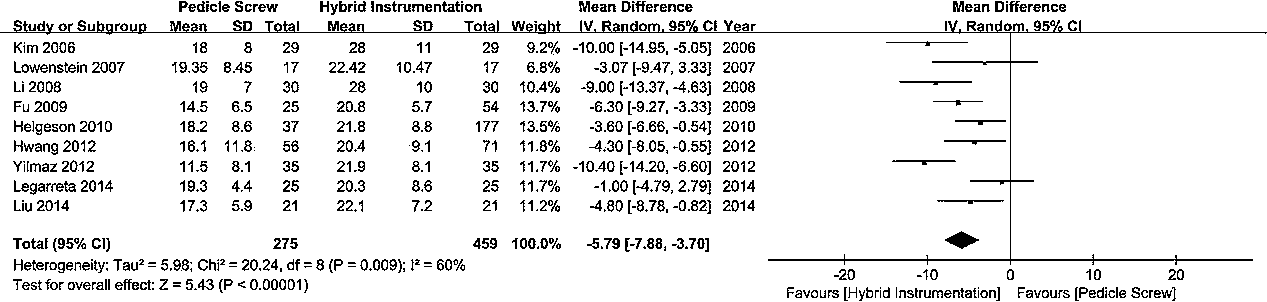 Pedicle Screw Hybrid Instrumentation Mean Difference Mean Difference
Study or Subgroup Mean SD Total Mean SD Total Weight IV, Random, 95% CI Year IV, Random, 95% CI
Kim 2006 18 8 29 28 11 29 9.2% -10.00 [-14.95, -5.05] 2006
Lowenstein 2007 19.35 8.45 17 22.42 10.47 17 6.8% -3.07 [-9.47, 3.33] 2007
Li 2008 19 7 30 28 10 30 10.4% -9.00 [-13.37, -4.63] 2008
Fu 2009 14.5 6.5 25 20.8 5.7 54 13.7% -6.30 [-9.27, -3.33] 2009
Helgeson 2010 18.2 8.6 37 21.8 8.8 177 13.5% -3.60 [-6.66, -0.54] 2010
Hwang 2012 16.1 11.8 56 20.4 9.1 71 11.8% -4.30 [-8.05, -0.55] 2012
Yilmaz 2012 11.5 8.1 35 21.9 8.1 35 11.7% -10.40 [-14.20, -6.60] 2012
Legarreta 2014 19.3 4.4 25 20.3 8.6 25 11.7% -1.00 [-4.79, 2.79] 2014
Liu 2014 17.3 5.9 21 22.1 7.2 21 11.2% -4.80 [-8.78, -0.82] 2014
Total (95% CI) 275 459 100.0% -5.79 [-7.88, -3.70]
Heterogeneity: Tau² = 5.98; Chi² = 20.24, df = 8 (P = 0.009); I² = 60%
Test for overall effect: Z = 5.43 (P < 0.00001)
-20 -10 0 10 20
Favours [Hybrid Instrumentation] Favours [Pedicle Screw]